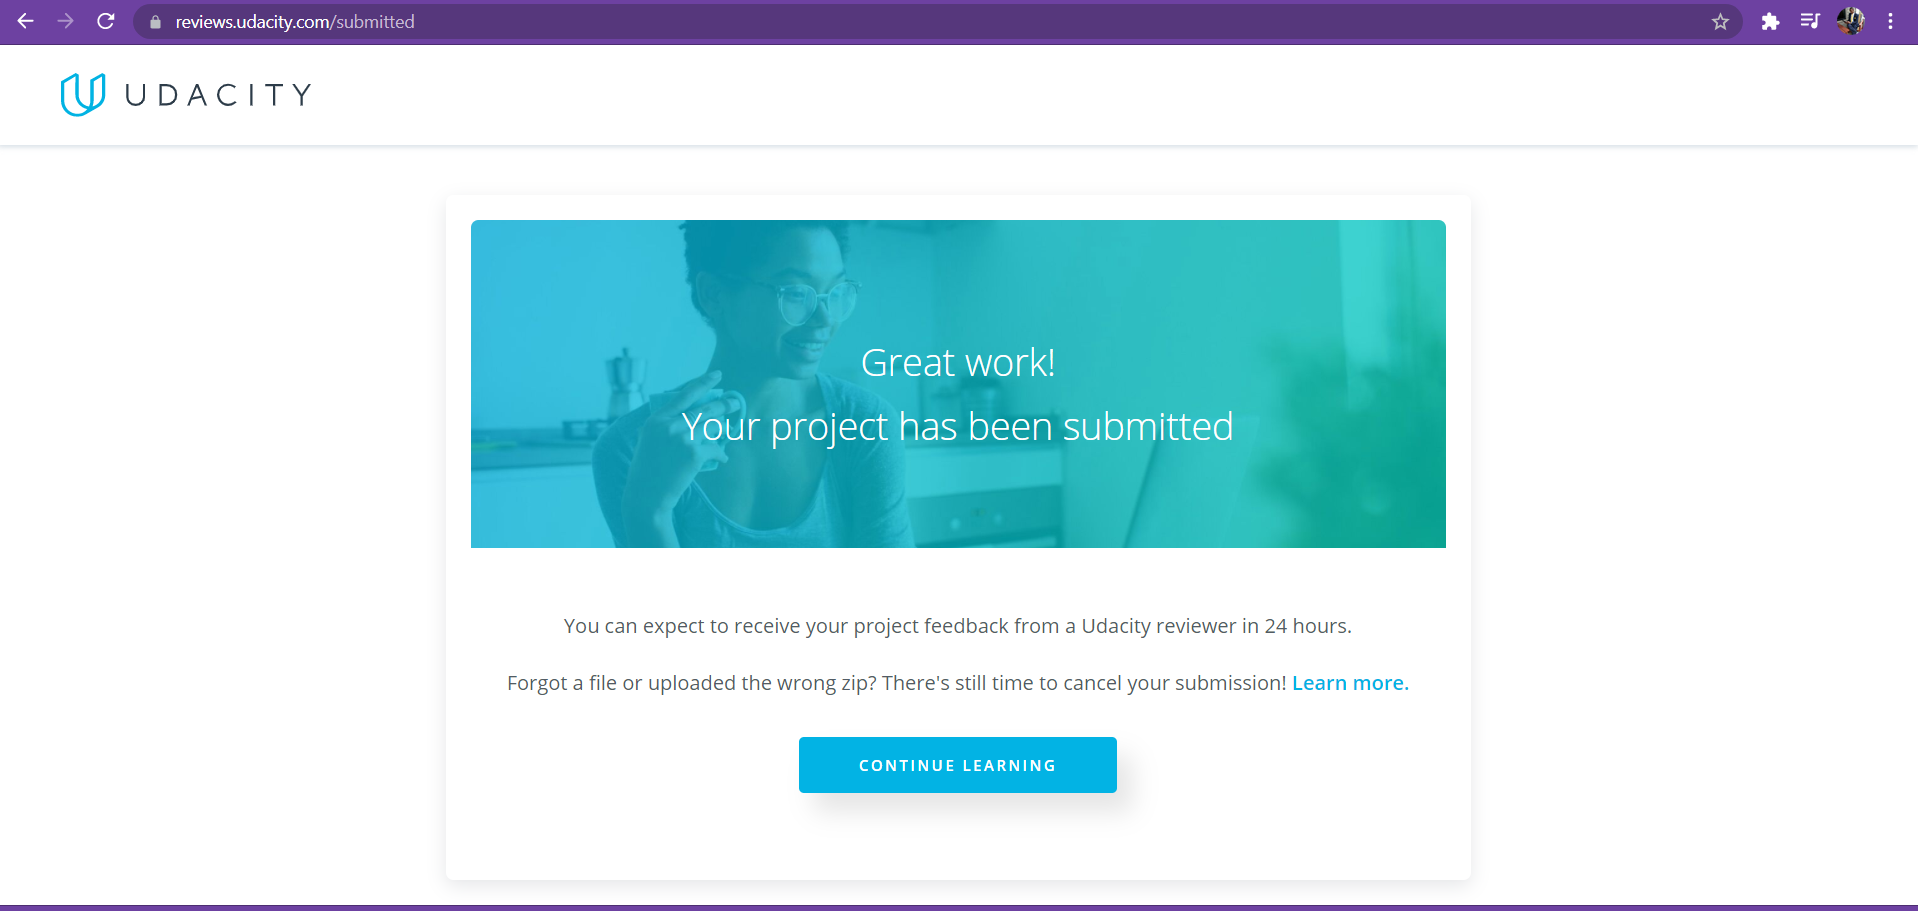 reviews.udacity.com/submitted
UDACITY
Great work!
Your project has been submitted
You can expect to receive your project feedback from a Udacity reviewer in 24 hours.
Forgot a file or uploaded the wrong zip? There's still time to cancel your submission! Learn more.
CONTINUE LEARNING